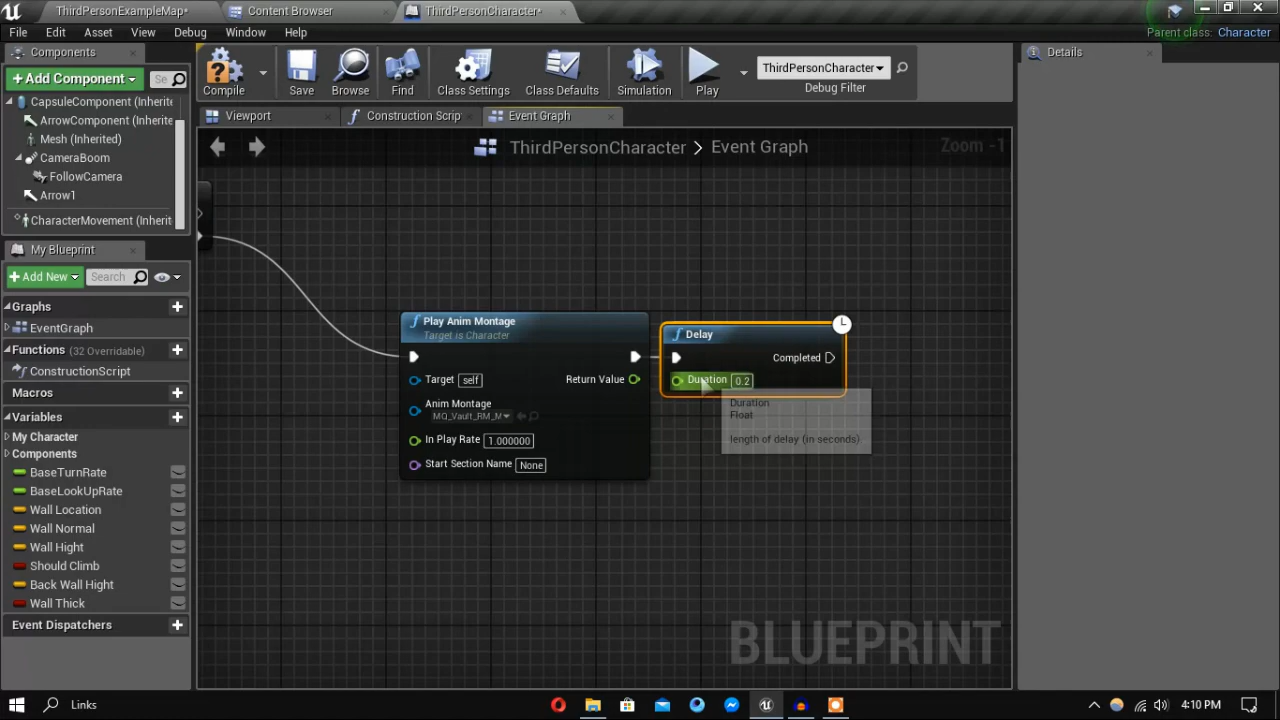 ThirdPersonExampleMap*
Content Browser
ThirdPersonCharacter*
File Edit Asset View Debug Window Help
Parent class: Character
Components
Add Component
Se
CapsuleComponent (Inherited
ArrowComponent (Inherite
Mesh (Inherited)
CameraBoom
FollowCamera
Arrow1
CharacterMovement (Inherit
Compile
Save
Browse
Find
Class Settings
Class Defaults
Simulation
Play
ThirdPersonCharacter
Debug Filter
Details
Viewport
Construction Scrip
Event Graph
ThirdPersonCharacter > Event Graph
Zoom -1
My Blueprint
Add New
Search
Graphs
EventGraph
Functions (32 Overridable)
ConstructionScript
Macros
Variables
My Character
Components
BaseTurnRate
BaseLookUpRate
Wall Location
Wall Normal
Wall Hight
Should Climb
Back Wall Hight
Wall Thick
Event Dispatchers
Play Anim Montage
Target is Character
Target self
Return Value
Anim Montage
MQ_Vault_RM_M
In Play Rate 1.000000
Start Section Name None
Delay
Completed
Duration 0.2
Duration
Float
length of delay (in seconds)
BLUEPRINT
Links
4:10 PM